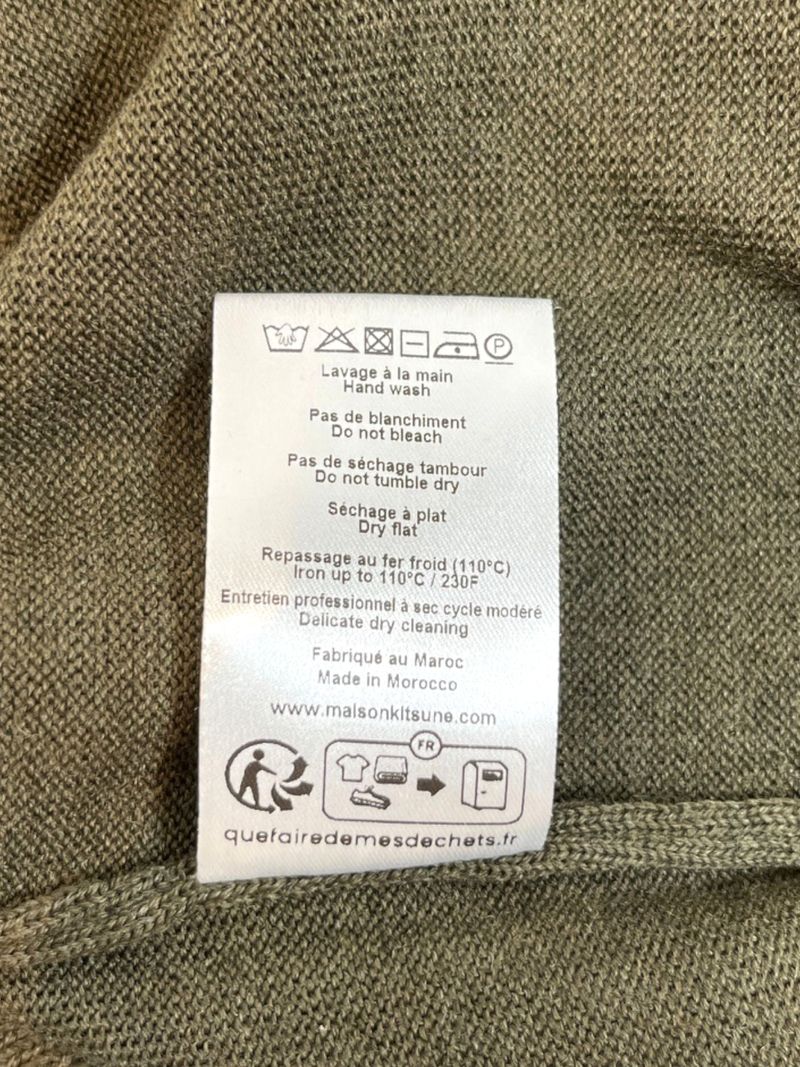 P
Lavage à la main
Hand wash
Pas de blanchiment
Do not bleach
Pas de séchage tambour
Do not tumble dry
Séchage à plat
Dry flat
Repassage au fer froid (110°C)
Iron up to 110°C / 230F
Entretien professionnel à sec cycle modéré
Delicate dry cleaning
Fabriqué au Maroc
Made in Morocco
www.maisonkitsune.com
FR
quefairedemesdechets.fr